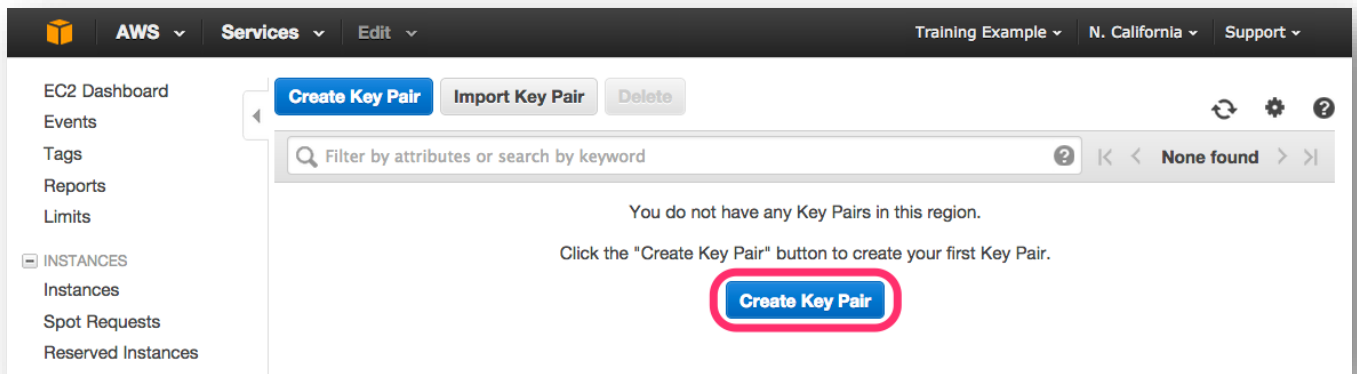 AWS Services Edit Training Example N. California Support
EC2 Dashboard
Events
Tags
Reports
Limits
INSTANCES
Instances
Spot Requests
Reserved Instances
Create Key Pair Import Key Pair Delete
Filter by attributes or search by keyword
None found
You do not have any Key Pairs in this region.
Click the "Create Key Pair" button to create your first Key Pair.
Create Key Pair